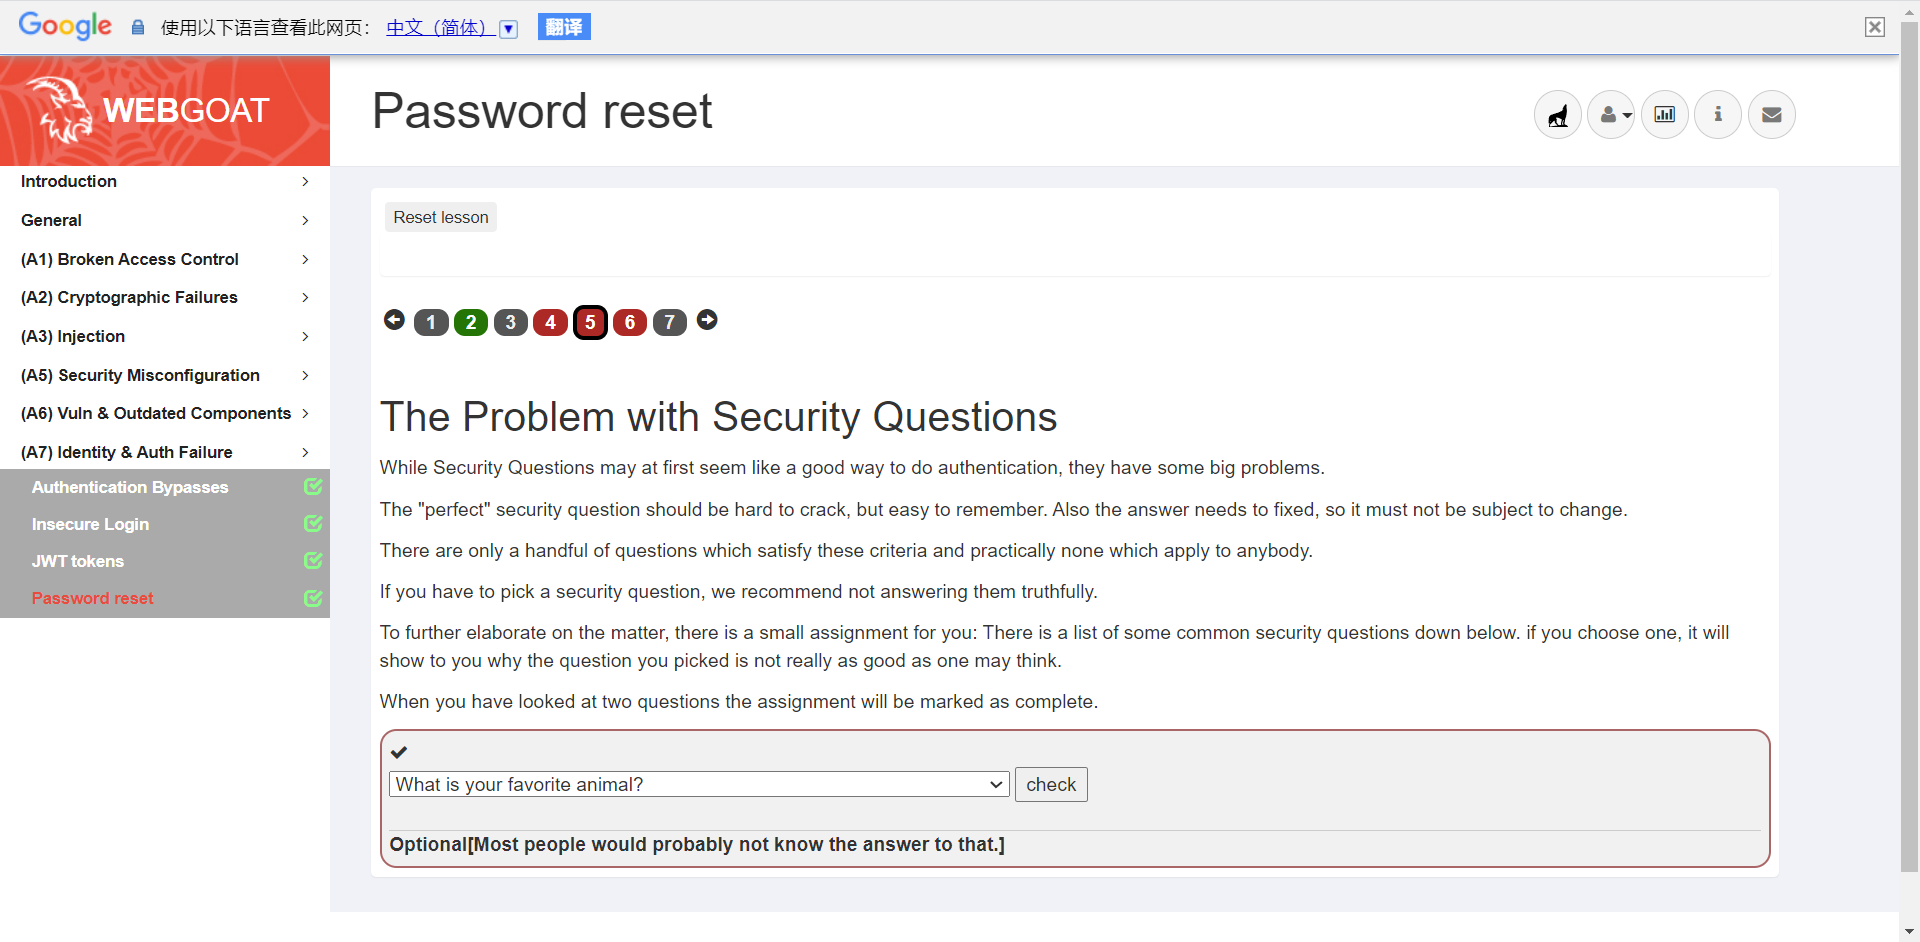 Google 使用以下语言查看此网页： 中文（简体） 翻译
WEBGOAT
Password reset
Introduction
General
(A1) Broken Access Control
(A2) Cryptographic Failures
(A3) Injection
(A5) Security Misconfiguration
(A6) Vuln & Outdated Components
(A7) Identity & Auth Failure
Authentication Bypasses
Insecure Login
JWT tokens
Password reset
Reset lesson
1 2 3 4 5 6 7
The Problem with Security Questions
While Security Questions may at first seem like a good way to do authentication, they have some big problems.
The "perfect" security question should be hard to crack, but easy to remember. Also the answer needs to fixed, so it must not be subject to change.
There are only a handful of questions which satisfy these criteria and practically none which apply to anybody.
If you have to pick a security question, we recommend not answering them truthfully.
To further elaborate on the matter, there is a small assignment for you: There is a list of some common security questions down below. if you choose one, it will
show to you why the question you picked is not really as good as one may think.
When you have looked at two questions the assignment will be marked as complete.
What is your favorite animal? check
Optional[Most people would probably not know the answer to that.]